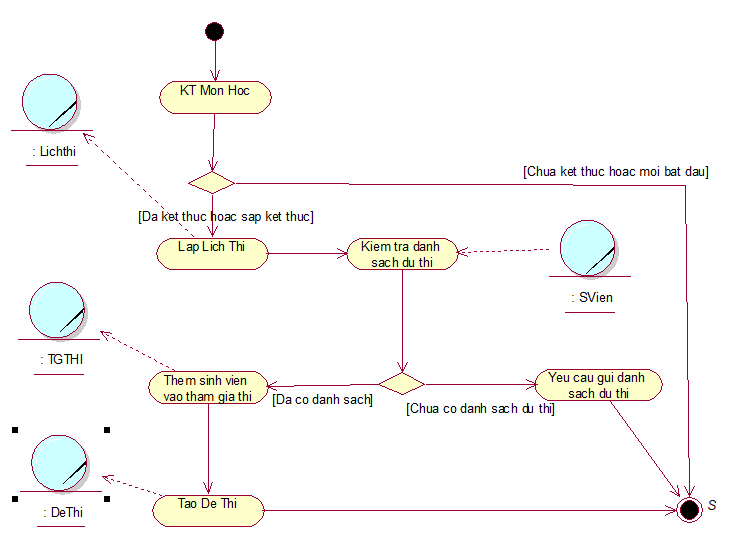 KT Mon Hoc
: Lichthi
[Chua ket thuc hoac moi bat dau]
[Da ket thuc hoac sap ket thuc]
Lap Lich Thi
Kiem tra danh
sach du thi
: SVien
: TGTHI
Them sinh vien
vao tham gia thi
[Da co danh sach]
[Chua co danh sach du thi]
Yeu cau gui danh
sach du thi
: DeThi
Tao De Thi
S